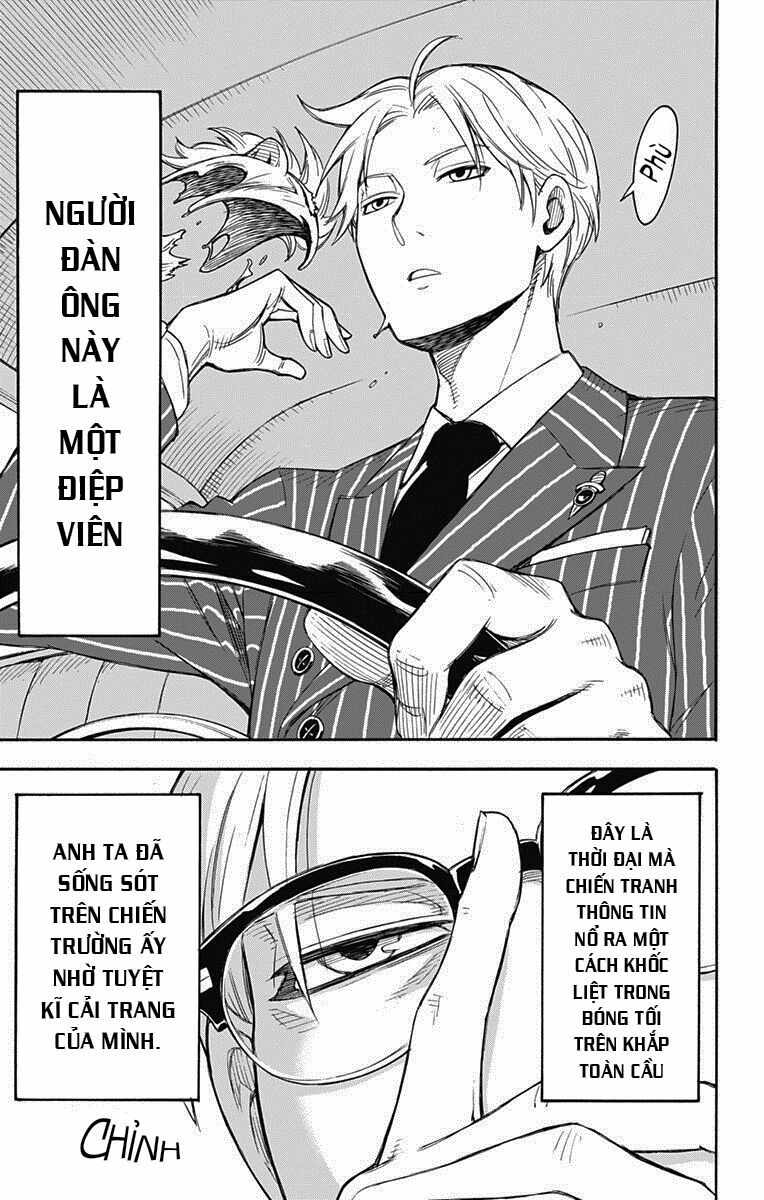 Phù
NGƯỜI
ĐÀN
ÔNG
NÀY
LÀ
MỘT
ĐIỆP
VIÊN
ĐÂY LÀ
THỜI ĐẠI MÀ
CHIẾN TRANH
THÔNG TIN
NỔ RA MỘT
CÁCH KHỐC
LIỆT TRONG
BÓNG TỐI
TRÊN KHẮP
TOÀN CẦU
ANH TA ĐÃ
SỐNG SÓT
TRÊN CHIẾN
TRƯỜNG ẤY
NHỜ TUYỆT
KĨ CẢI TRANG
CỦA MÌNH.
CHỈNH